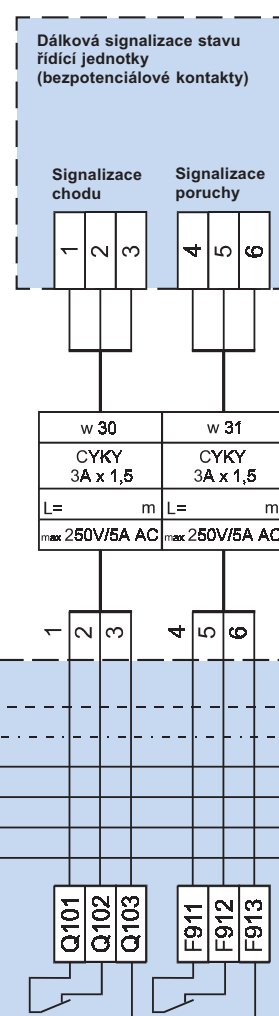 Dálková signalizace stavu
řídící jednotky
(bezpotenciálové kontakty)
Signalizace
chodu
Signalizace
poruchy
1 2 3 4 5 6
w 30 w 31
CYKY CYKY
3A x 1,5 3A x 1,5
L= m L= m
max 250V/5A AC max 250V/5A AC
1 2 3 4 5 6
Q101 Q102 Q103 F911 F912 F913